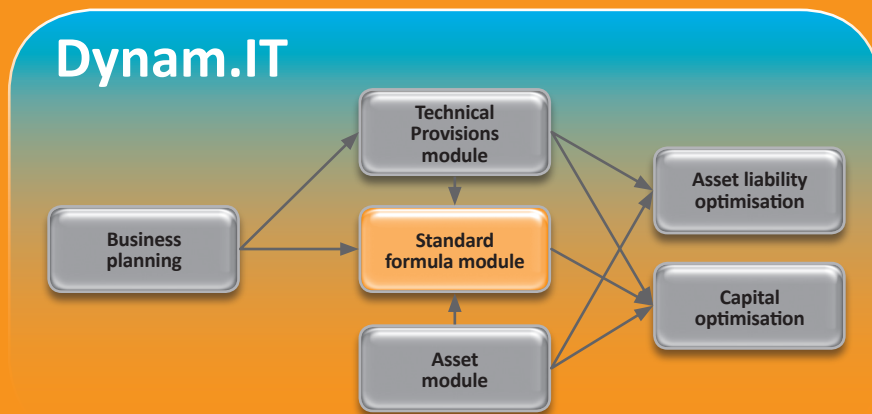 Dynam.IT
Technical
Provisions
module
Asset liability
optimisation
Business
planning
Standard
formula module
Capital
optimisation
Asset
module